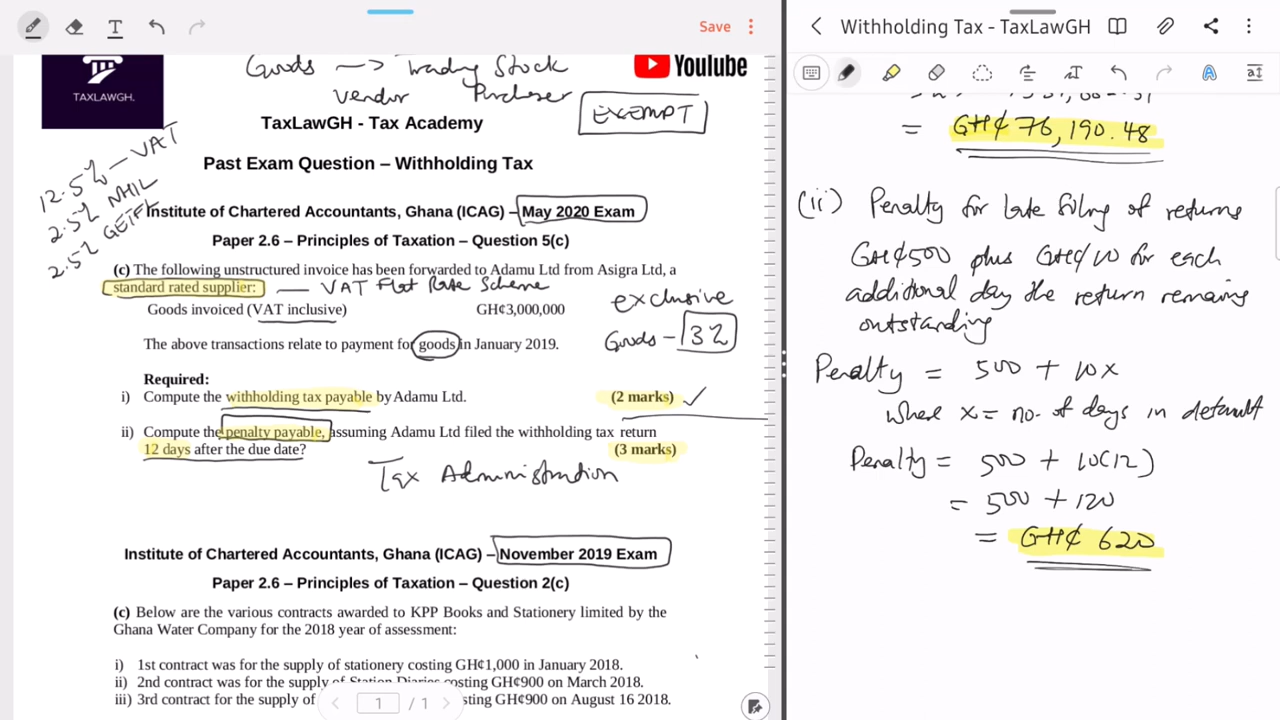 Save
Withholding Tax - TaxLawGH
TAXLAWGH.
Goods —> Trading Stock
Vendor Purchaser
EXEMPT
YouTube
TaxLawGH - Tax Academy
Past Exam Question – Withholding Tax
12.5% — VAT
2.5% NHIL
2.5% GETFL
Institute of Chartered Accountants, Ghana (ICAG) – May 2020 Exam
Paper 2.6 – Principles of Taxation – Question 5(c)
(c) The following unstructured invoice has been forwarded to Adamu Ltd from Asigra Ltd, a
standard rated supplier: — VAT Flat Rate Scheme
exclusive
Goods invoiced (VAT inclusive) GH¢3,000,000
Goods - 3%
The above transactions relate to payment for goods in January 2019.
Required:
i) Compute the withholding tax payable by Adamu Ltd. (2 marks)
ii) Compute the penalty payable, assuming Adamu Ltd filed the withholding tax return
12 days after the due date? (3 marks)
Tax Administration
Institute of Chartered Accountants, Ghana (ICAG) – November 2019 Exam
Paper 2.6 – Principles of Taxation – Question 2(c)
(c) Below are the various contracts awarded to KPP Books and Stationery limited by the
Ghana Water Company for the 2018 year of assessment:
i) 1st contract was for the supply of stationery costing GH¢1,000 in January 2018.
ii) 2nd contract was for the supply of Station Diaries costing GH¢900 on March 2018.
iii) 3rd contract for the supply of sting GH¢900 on August 16 2018.
1 / 1
= GH¢ 76,190.48
(ii) Penalty for late filing of returns
GH¢500 plus GH¢10 for each
additional day the return remains
outstanding
Penalty = 500 + 10x
where x = no. of days in default
Penalty = 500 + 10(12)
= 500 + 120
= GH¢ 620